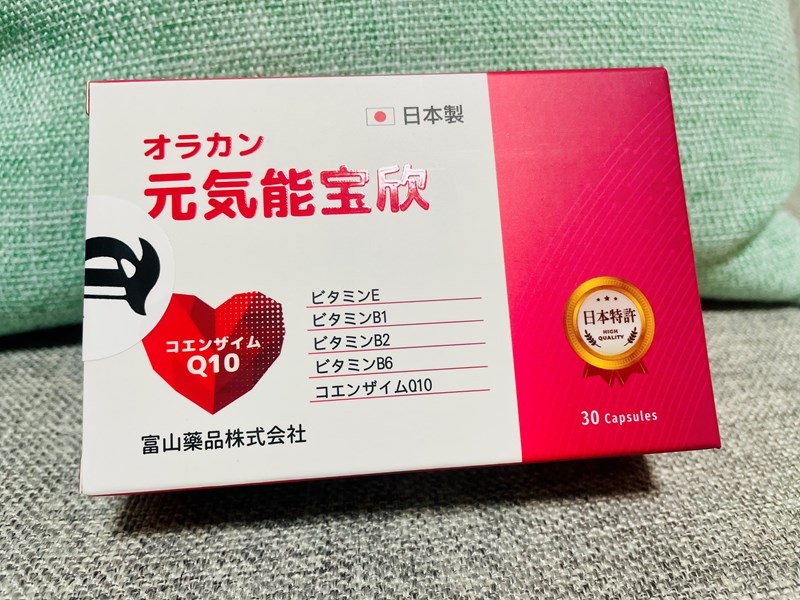 日本製
オラカン
元気能宝欣
ビタミンE
ビタミンB1
ビタミンB2
ビタミンB6
コエンザイムQ10
コエンザイム
Q10
富山藥品株式会社
日本特許
HIGH
QUALITY
30 Capsules